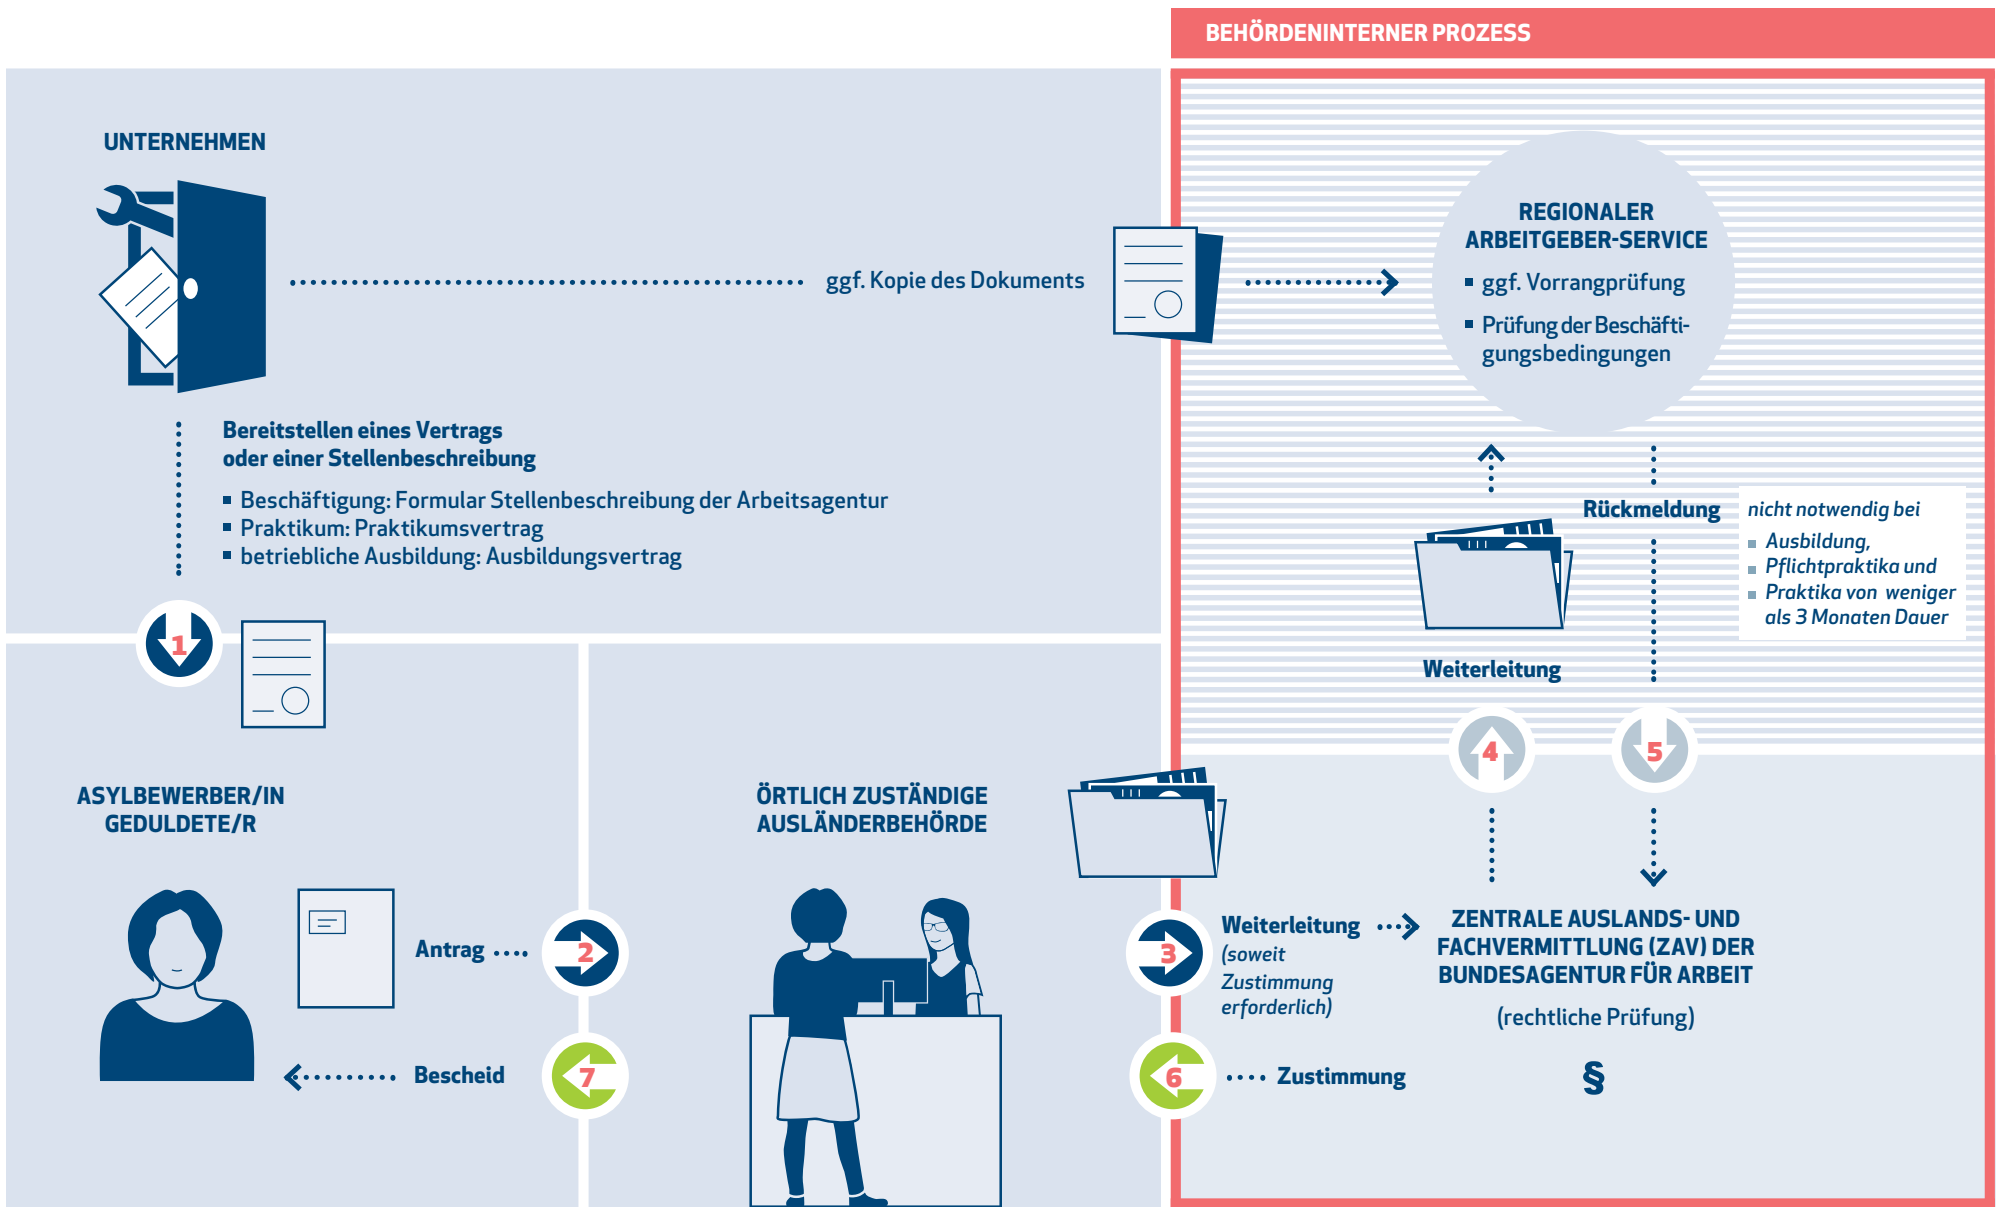 BEHÖRDENINTERNER PROZESS
UNTERNEHMEN
ggf. Kopie des Dokuments
REGIONALER
ARBEITGEBER-SERVICE
ggf. Vorrangprüfung
Prüfung der Beschäfti-
gungsbedingungen
Bereitstellen eines Vertrags
oder einer Stellenbeschreibung
Beschäftigung: Formular Stellenbeschreibung der Arbeitsagentur
Praktikum: Praktikumsvertrag
betriebliche Ausbildung: Ausbildungsvertrag
1
Rückmeldung
nicht notwendig bei
Ausbildung,
Pflichtpraktika und
Praktika von weniger
als 3 Monaten Dauer
Weiterleitung
4
5
ASYLBEWERBER/IN
GEDULDETE/R
Antrag
2
ÖRTLICH ZUSTÄNDIGE
AUSLÄNDERBEHÖRDE
3
Weiterleitung
(soweit
Zustimmung
erforderlich)
ZENTRALE AUSLANDS- UND
FACHVERMITTLUNG (ZAV) DER
BUNDESAGENTUR FÜR ARBEIT
(rechtliche Prüfung)
§
Zustimmung
6
7
Bescheid